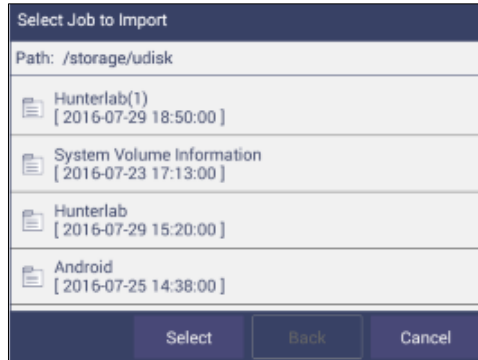 Select Job to Import
Path: /storage/udisk
Hunterlab(1)
[ 2016-07-29 18:50:00 ]
System Volume Information
[ 2016-07-23 17:13:00 ]
Hunterlab
[ 2016-07-29 15:20:00 ]
Android
[ 2016-07-25 14:38:00 ]
Select Back Cancel